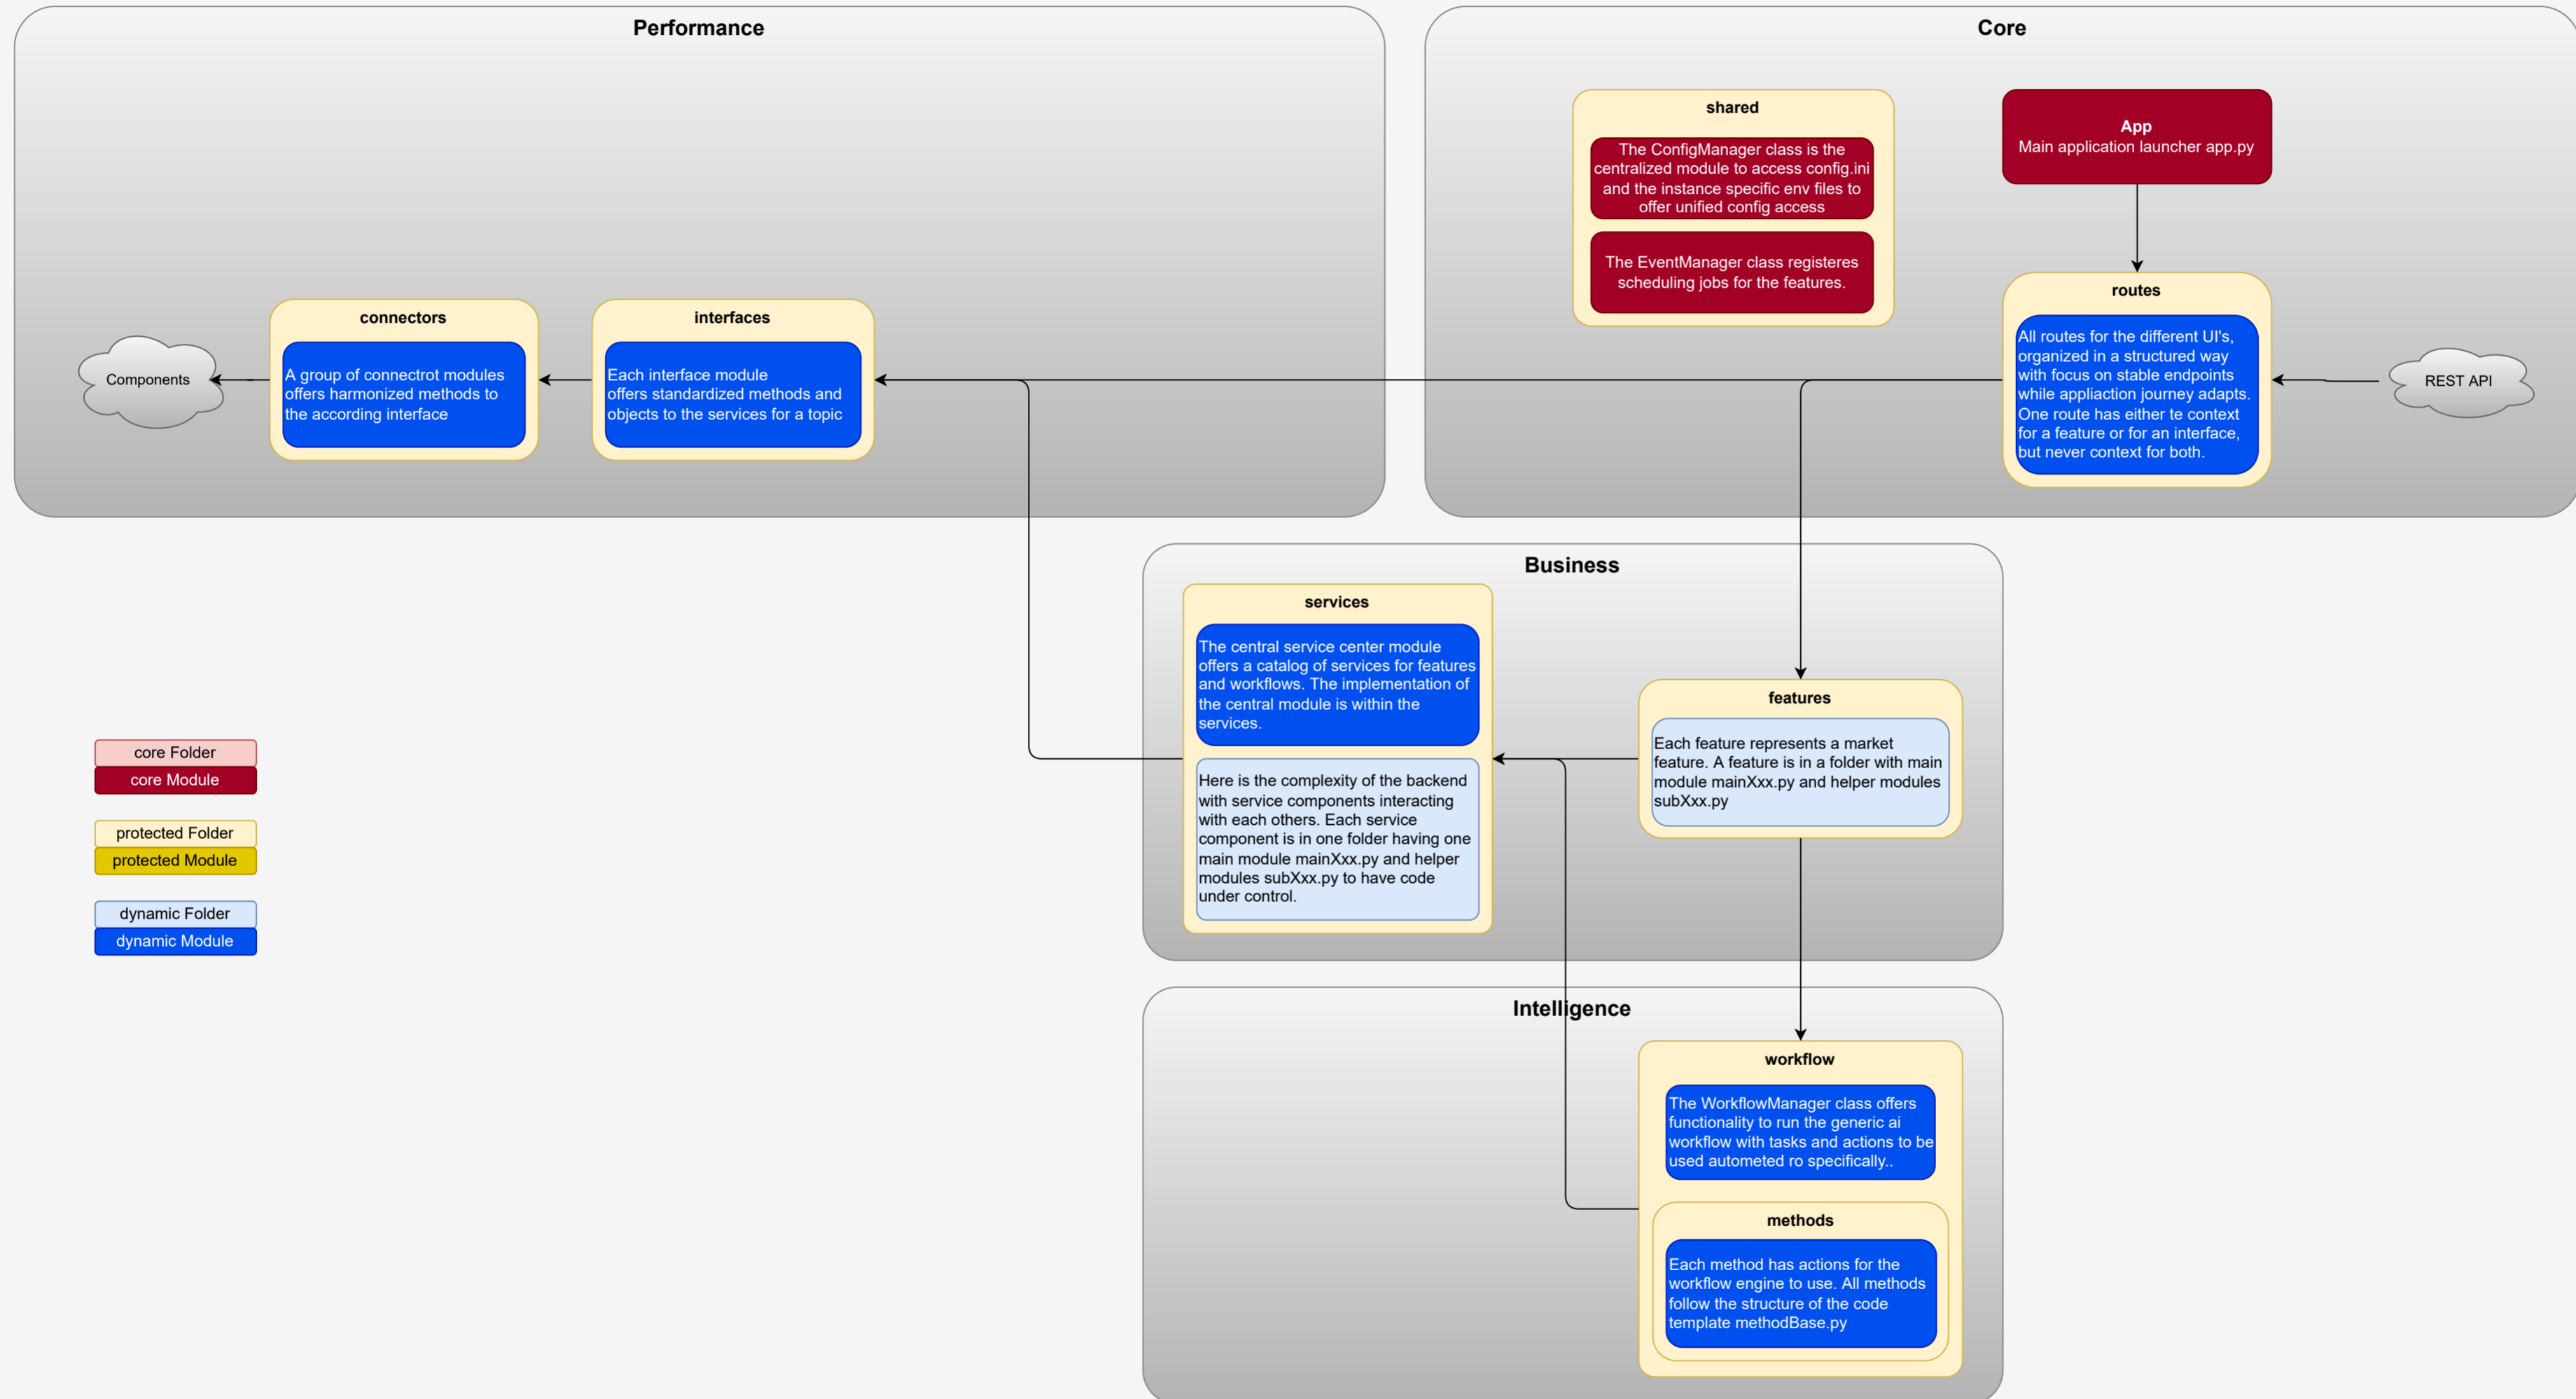 Performance
Components
connectors
A group of connectrot modules
offers harmonized methods to
the according interface
interfaces
Each interface module
offers standardized methods and
objects to the services for a topic
Core
shared
The ConfigManager class is the
centralized module to access config.ini
and the instance specific env files to
offer unified config access
The EventManager class registeres
scheduling jobs for the features.
App
Main application launcher app.py
routes
All routes for the different UI's,
organized in a structured way
with focus on stable endpoints
while appliaction journey adapts.
One route has either te context
for a feature or for an interface,
but never context for both.
REST API
Business
services
The central service center module
offers a catalog of services for features
and workflows. The implementation of
the central module is within the
services.
Here is the complexity of the backend
with service components interacting
with each others. Each service
component is in one folder having one
main module mainXxx.py and helper
modules subXxx.py to have code
under control.
features
Each feature represents a market
feature. A feature is in a folder with main
module mainXxx.py and helper modules
subXxx.py
core Folder
core Module
protected Folder
protected Module
dynamic Folder
dynamic Module
Intelligence
workflow
The WorkflowManager class offers
functionality to run the generic ai
workflow with tasks and actions to be
used autometed ro specifically..
methods
Each method has actions for the
workflow engine to use. All methods
follow the structure of the code
template methodBase.py